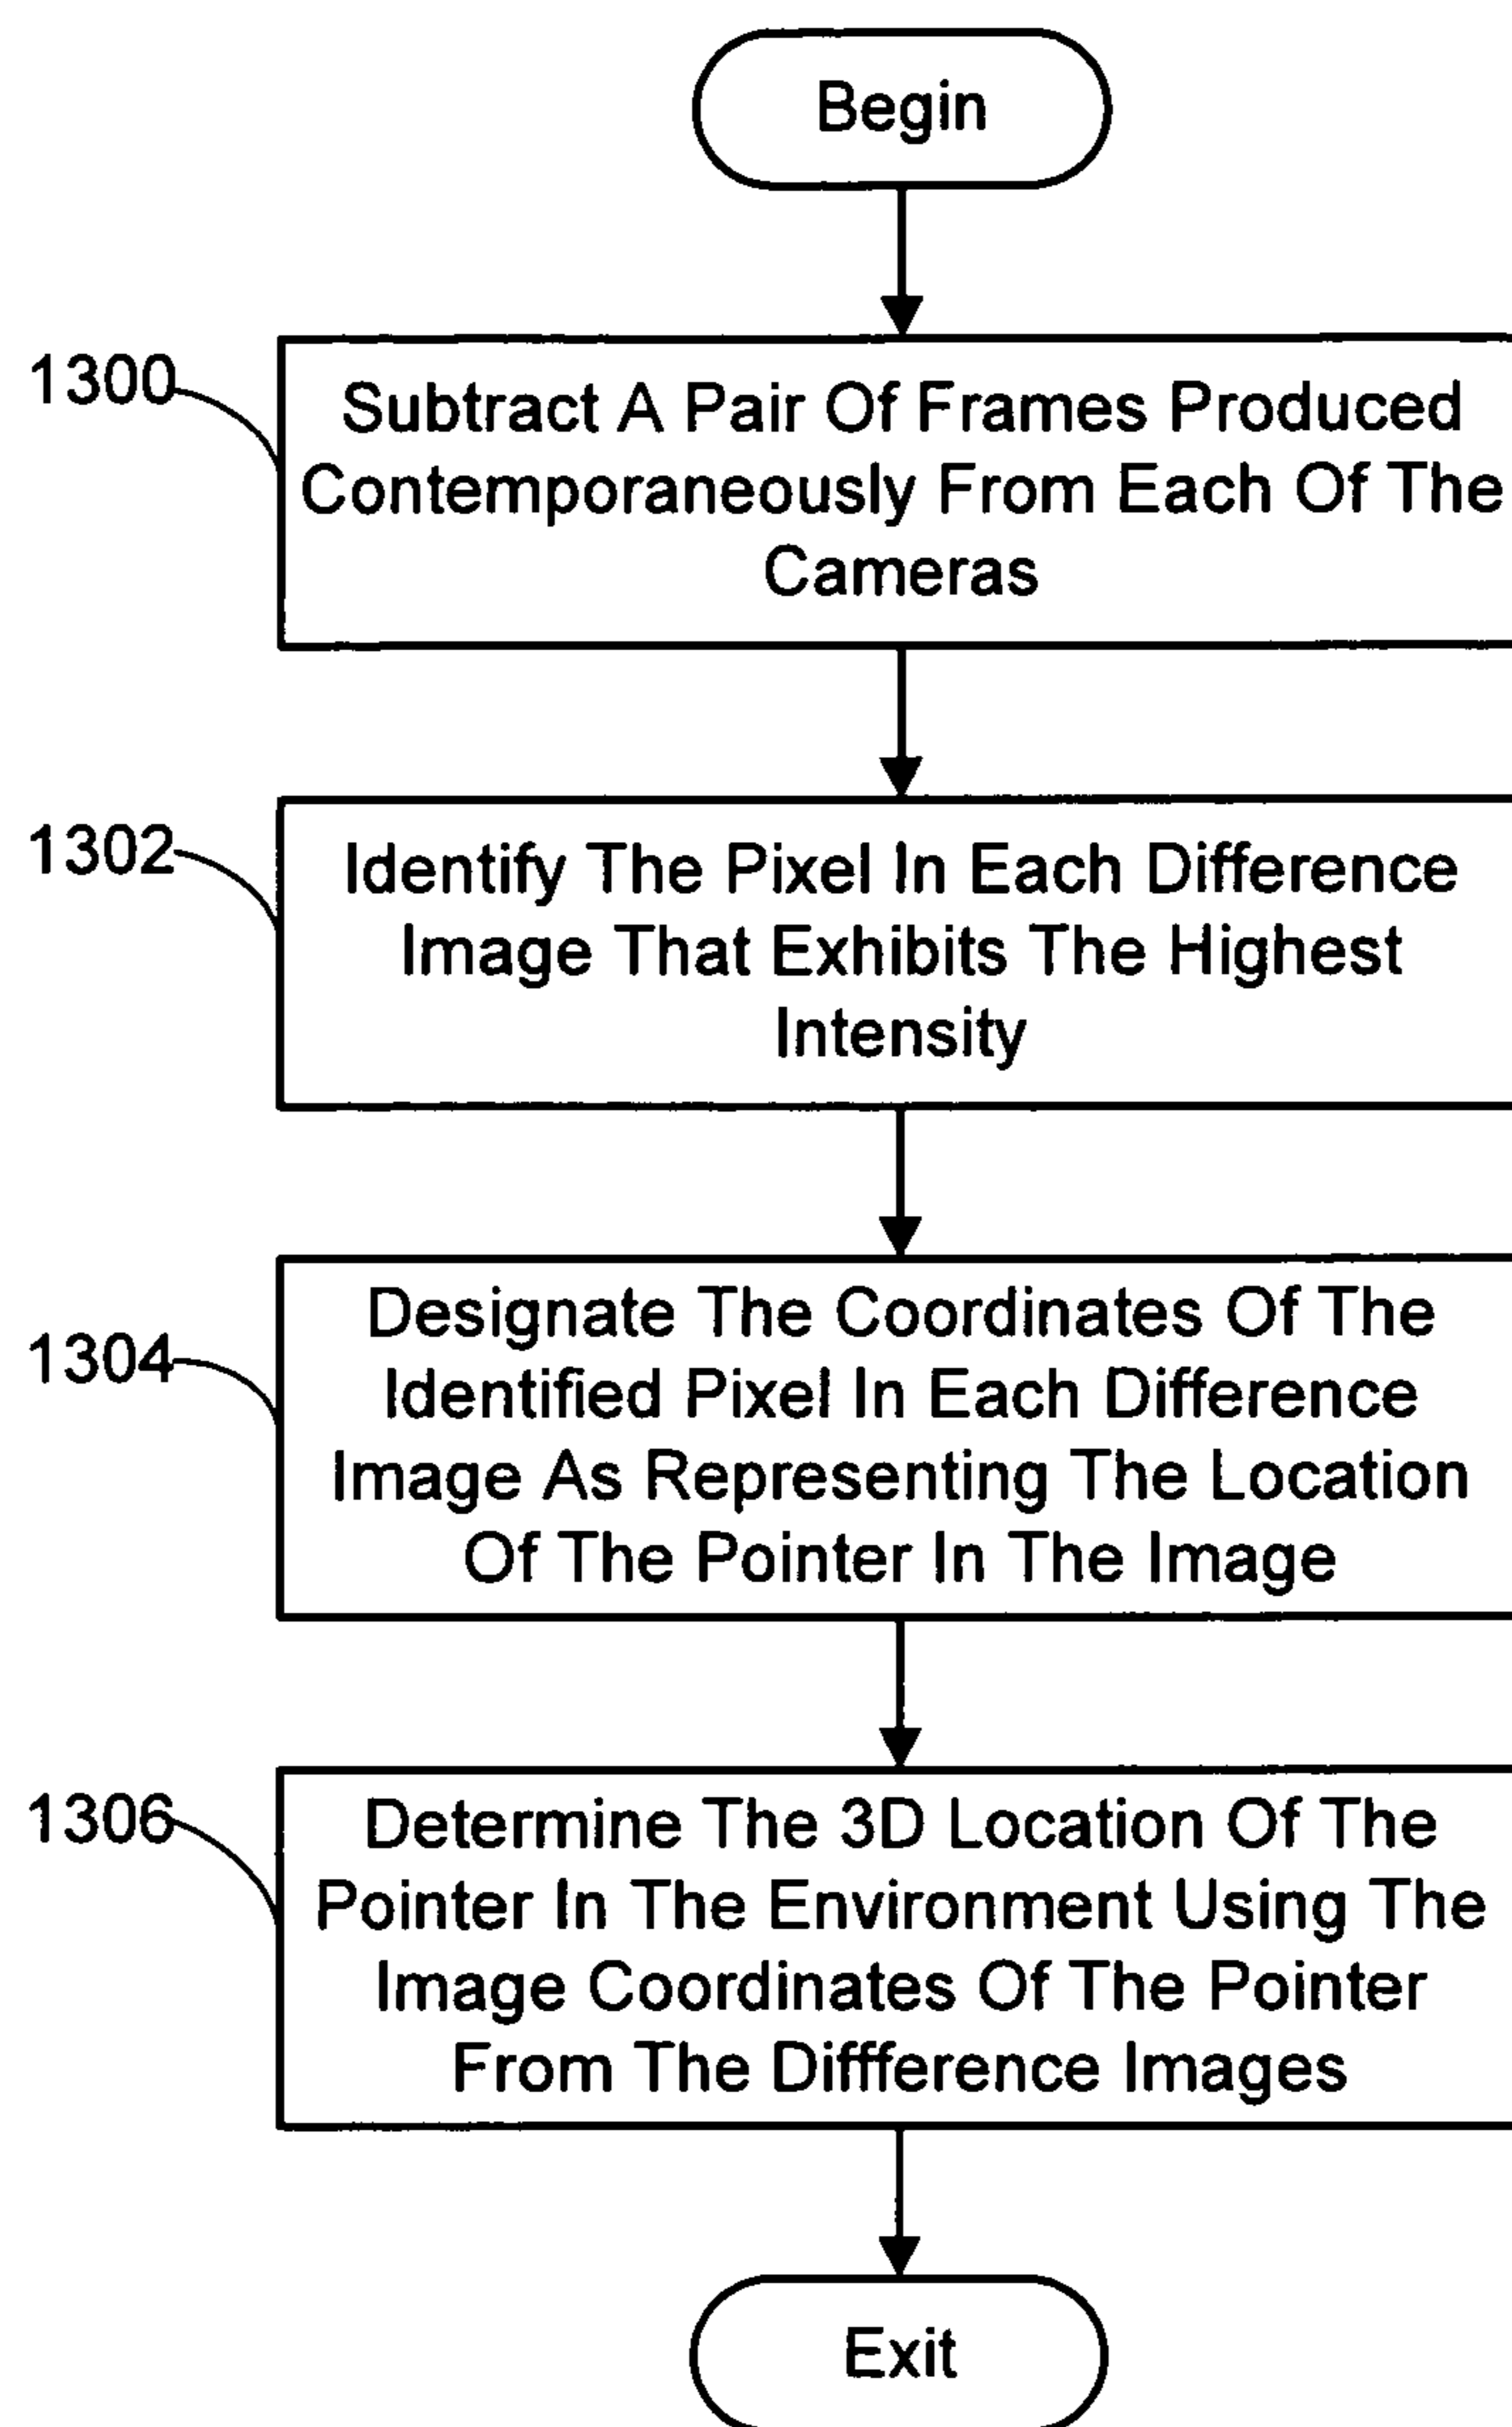 Begin
1300
Subtract A Pair Of Frames Produced
Contemporaneously From Each Of The
Cameras
1302
Identify The Pixel In Each Difference
Image That Exhibits The Highest
Intensity
1304
Designate The Coordinates Of The
Identified Pixel In Each Difference
Image As Representing The Location
Of The Pointer In The Image
1306
Determine The 3D Location Of The
Pointer In The Environment Using The
Image Coordinates Of The Pointer
From The Diffference Images
Exit